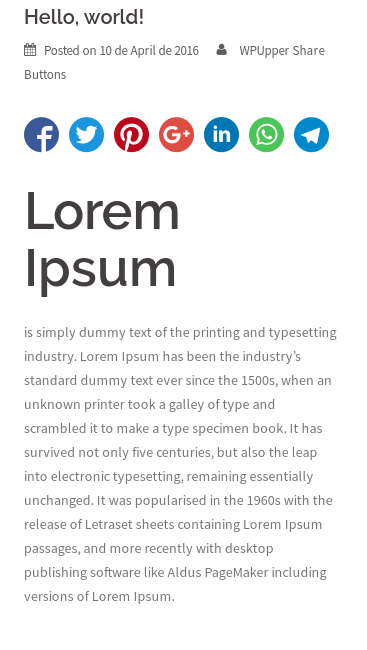 Hello, world!
Posted on 10 de April de 2016 WPUpper Share
Buttons
Lorem
Ipsum
is simply dummy text of the printing and typesetting
industry. Lorem Ipsum has been the industry’s
standard dummy text ever since the 1500s, when an
unknown printer took a galley of type and
scrambled it to make a type specimen book. It has
survived not only five centuries, but also the leap
into electronic typesetting, remaining essentially
unchanged. It was popularised in the 1960s with the
release of Letraset sheets containing Lorem Ipsum
passages, and more recently with desktop
publishing software like Aldus PageMaker including
versions of Lorem Ipsum.